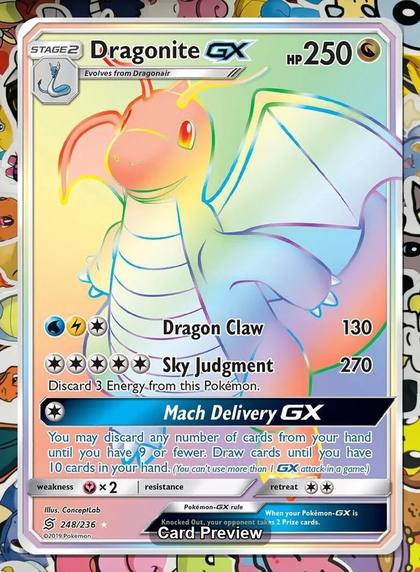 STAGE 2 Dragonite GX HP 250
Evolves from Dragonair
Dragon Claw 130
Sky Judgment 270
Discard 3 Energy from this Pokémon.
Mach Delivery GX
You may discard any number of cards from your hand
until you have 9 or fewer. Draw cards until you have
10 cards in your hand. (You can't use more than 1 GX attack in a game.)
weakness ×2 resistance retreat
Illus. ConceptLab
Pokémon-GX rule
248/236
When your Pokémon-GX is
Knocked Out, your opponent takes 2 Prize cards.
©2019 Pokémon
Card Preview